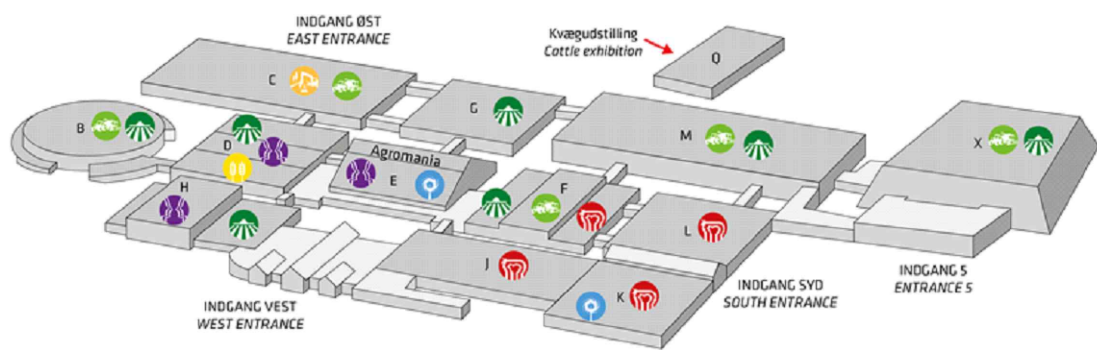 INDGANG ØST
EAST ENTRANCE
Kvægudstilling
Cattle exhibition
Q
C
G
B
D
M
X
Agromania
E
H
F
L
J
K
INDGANG VEST
WEST ENTRANCE
INDGANG SYD
SOUTH ENTRANCE
INDGANG 5
ENTRANCE 5